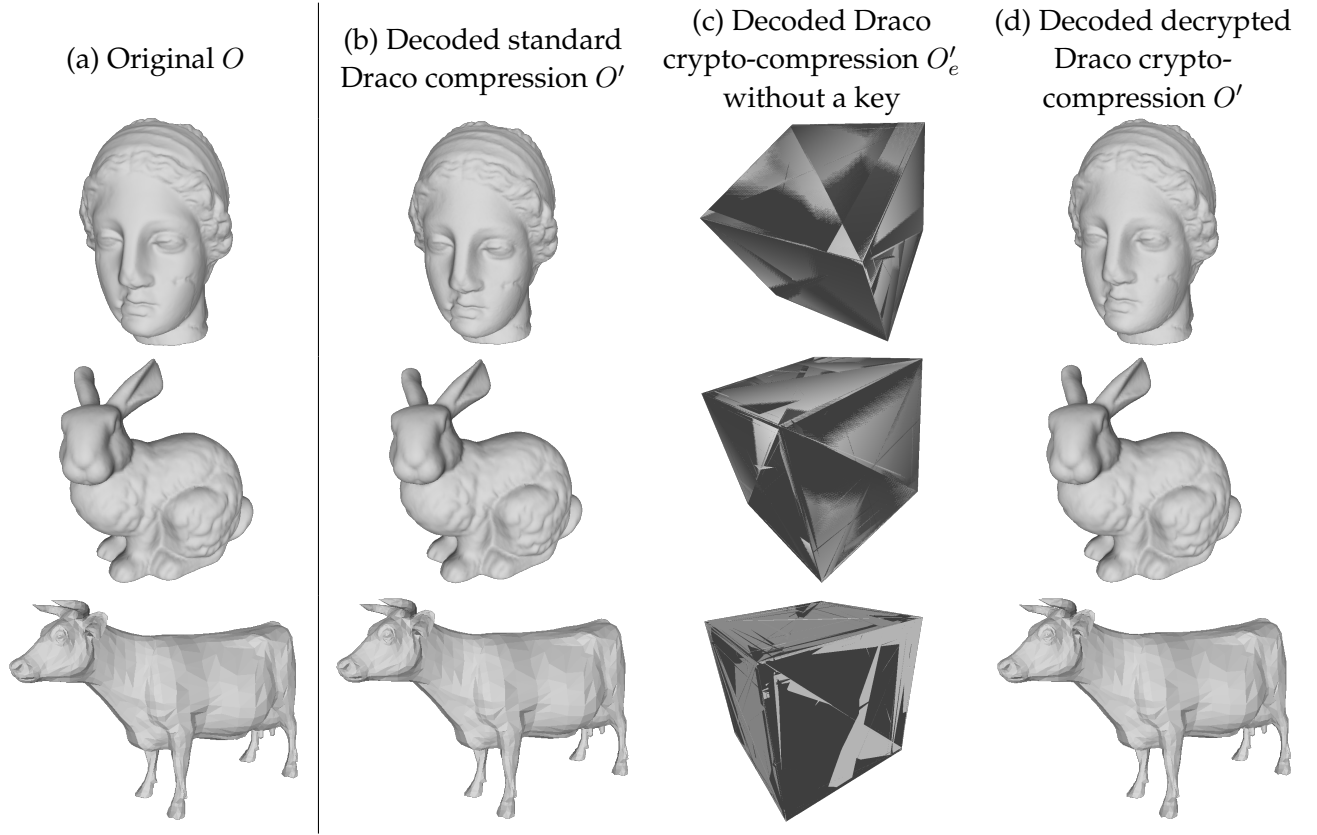 (a) Original O
(b) Decoded standard
Draco compression O′
(c) Decoded Draco
crypto-compression O′ₑ
without a key
(d) Decoded decrypted
Draco crypto-
compression O′